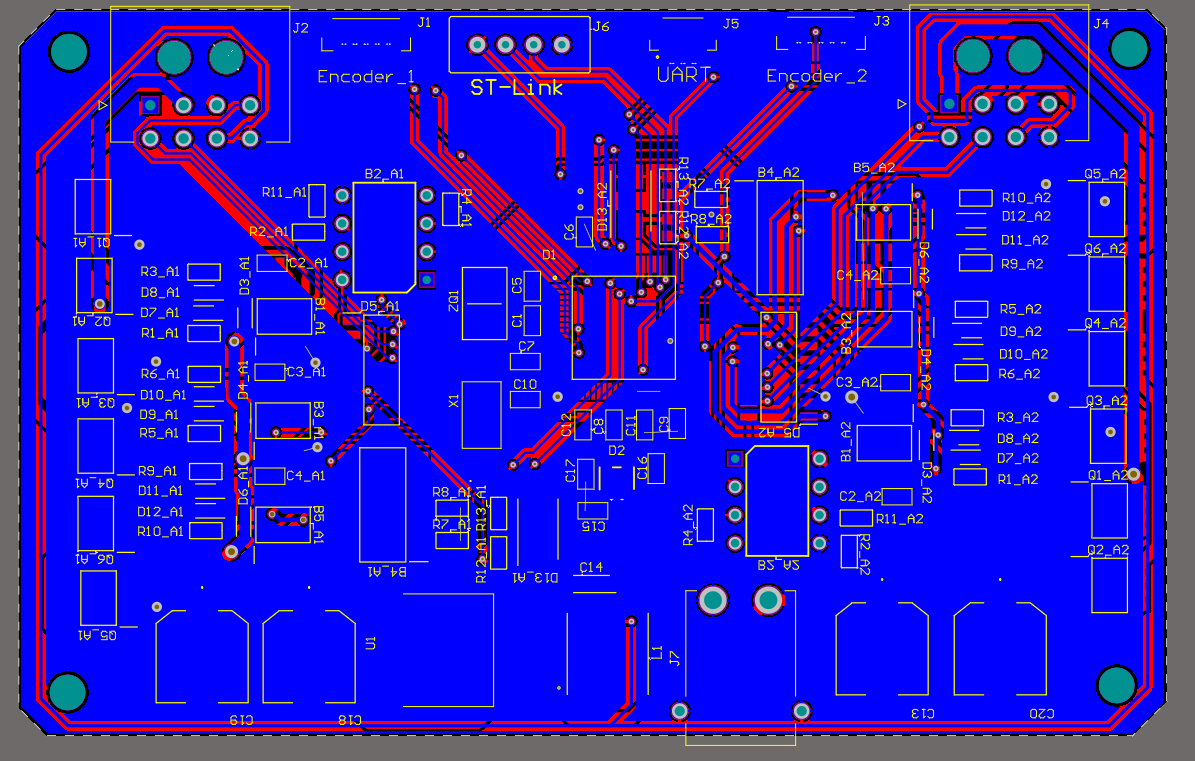 J2
J1
J6
J5
J3
J4
Encoder_1
ST-Link
UART
Encoder_2
B2_A1
R11_A1
R4_A1
R2_A1
C2_A1
D3_A1
Q1_A1
R3_A1
D8_A1
D7_A1
R1_A1
Q2_A1
B1_A1
D5_A1
R6_A1
D10_A1
D9_A1
R5_A1
Q3_A1
C3_A1
D4_A1
B3_A1
R9_A1
D11_A1
D12_A1
R10_A1
Q4_A1
C4_A1
D6_A1
B5_A1
Q6_A1
Q5_A1
B4_A1
R8_A1
R7_A1
R13_A1
R12_A1
D13_A1
ZQ1
X1
C5
C1
C7
C10
D1
C6
D13_A2
R13_A2
R12_A2
R7_A2
R8_A2
B4_A2
B5_A2
D6_A2
C4_A2
B3_A2
D4_A2
C3_A2
B1_A2
D3_A2
C2_A2
R11_A2
R2_A2
R4_A2
B2_A2
D5_A2
C12
C8
C11
C9
D2
C17
C16
C15
C14
R10_A2
D12_A2
D11_A2
R9_A2
R5_A2
D9_A2
D10_A2
R6_A2
R3_A2
D8_A2
D7_A2
R1_A2
Q5_A2
Q6_A2
Q4_A2
Q3_A2
Q1_A2
Q2_A2
U1
L1
J7
C19
C18
C13
C20